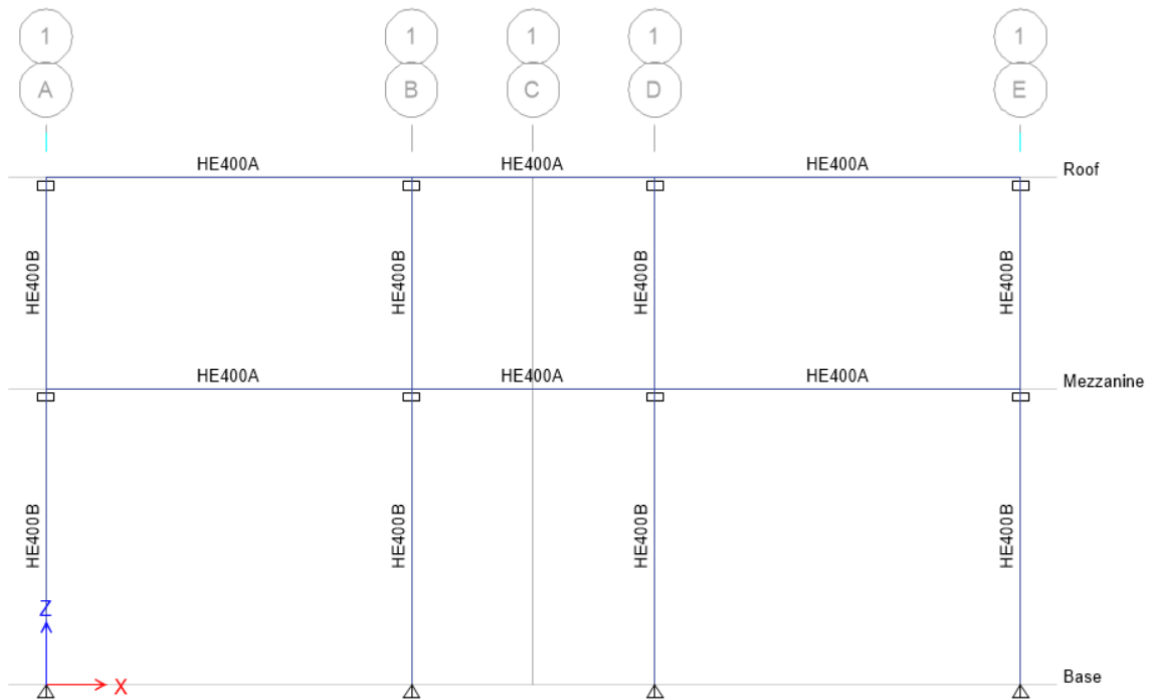 1 1 1 1 1
A B C D E
HE400A HE400A HE400A
Roof
HE400B HE400B HE400B HE400B
HE400A HE400A HE400A
Mezzanine
HE400B HE400B HE400B HE400B
Z
X
Base